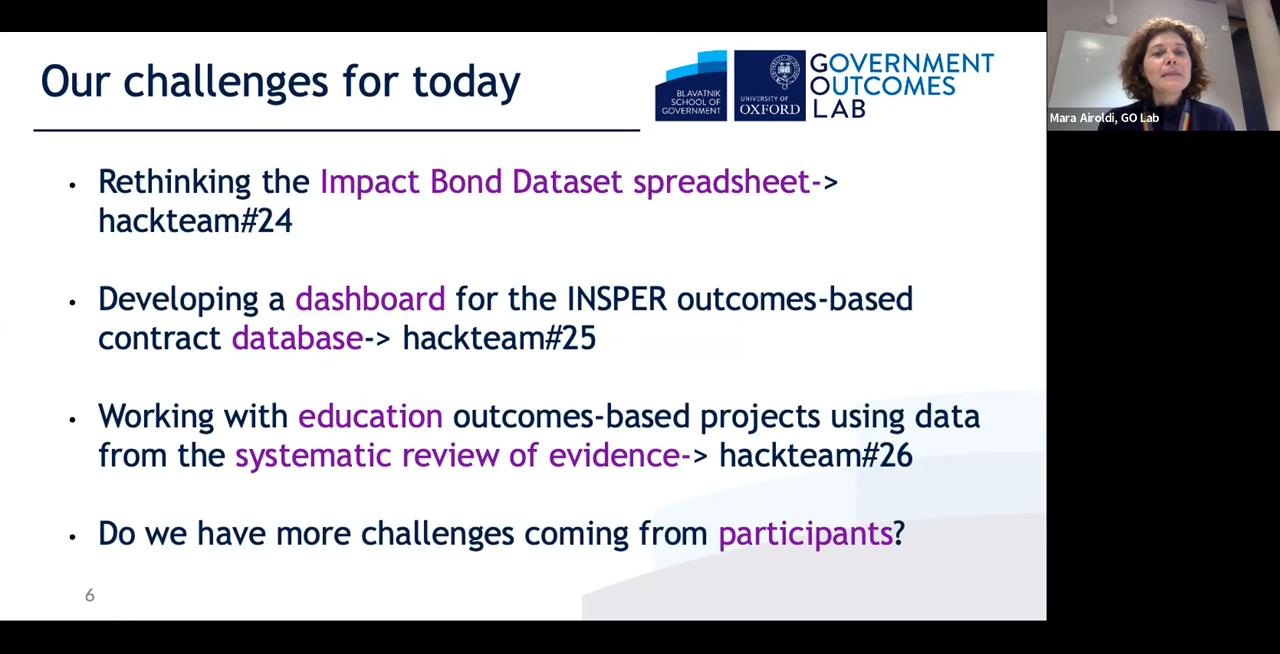 Our challenges for today
BLAVATNIK
SCHOOL OF
GOVERNMENT
UNIVERSITY OF
OXFORD
GOVERNMENT
OUTCOMES
LAB
Mara Airoldi, GO Lab
• Rethinking the Impact Bond Dataset spreadsheet->
hackteam#24
• Developing a dashboard for the INSPER outcomes-based
contract database-> hackteam#25
• Working with education outcomes-based projects using data
from the systematic review of evidence-> hackteam#26
• Do we have more challenges coming from participants?
6